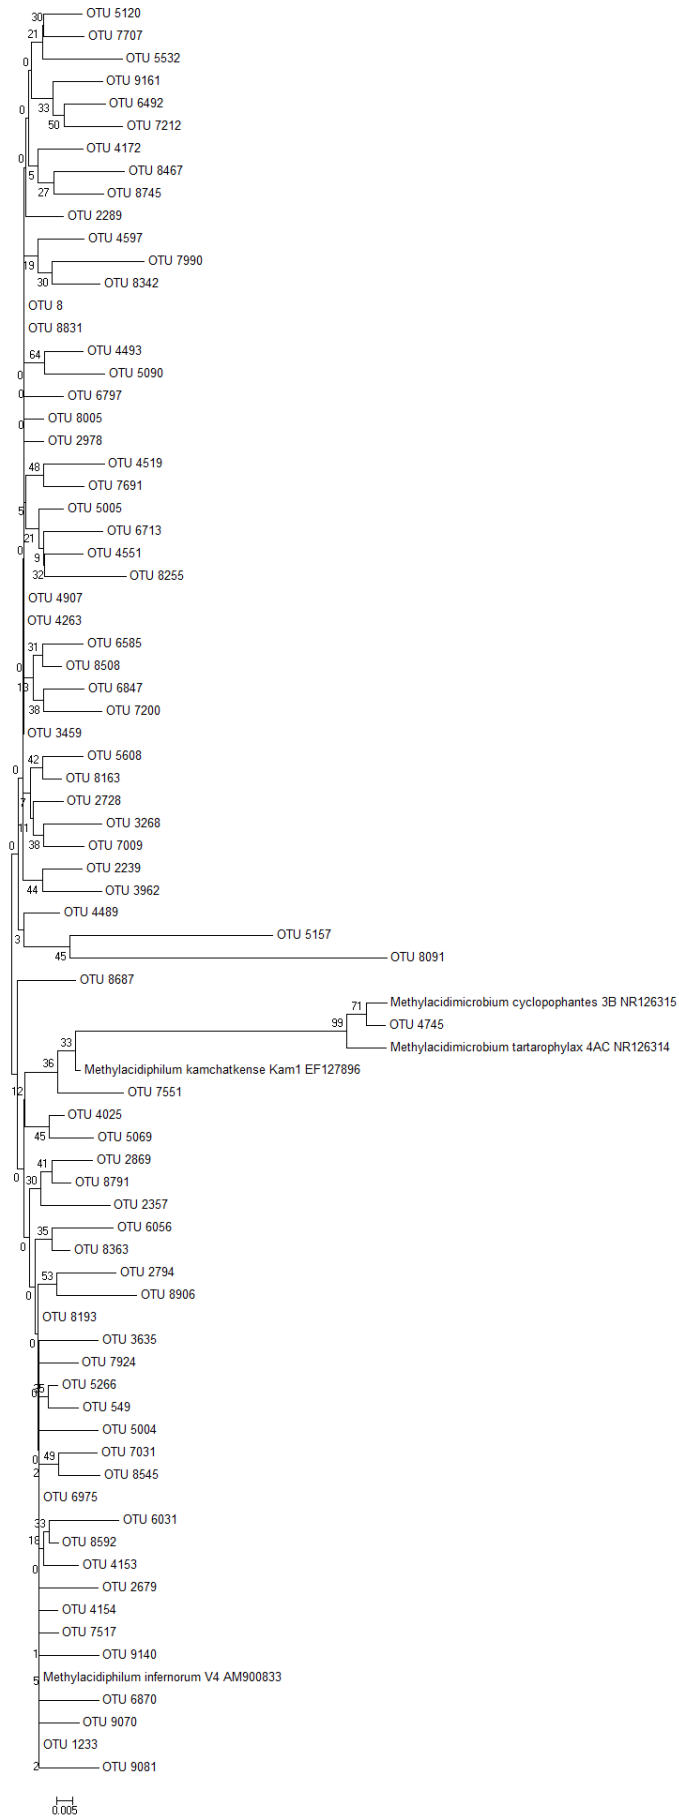 OTU 5120
30
21
OTU 7707
OTU 5532
0
OTU 9161
33
OTU 6492
50
OTU 7212
0
OTU 4172
0
5
OTU 8467
27
OTU 8745
OTU 2289
OTU 4597
19
OTU 7990
30
OTU 8342
OTU 8
OTU 8831
OTU 4493
64
0
OTU 5090
0
OTU 6797
0
OTU 8005
OTU 2978
OTU 4519
48
OTU 7691
5
OTU 5005
21
OTU 6713
0
9
OTU 4551
32
OTU 8255
OTU 4907
OTU 4263
OTU 6585
31
0
OTU 8508
13
OTU 6847
38
OTU 7200
OTU 3459
OTU 5608
42
0
OTU 8163
7
OTU 2728
11
OTU 3268
38
OTU 7009
0
OTU 2239
44
OTU 3962
OTU 4489
3
OTU 5157
45
OTU 8091
OTU 8687
Methylacidimicrobium cyclopophantes 3B NR126315
71
99
OTU 4745
33
Methylacidimicrobium tartarophylax 4AC NR126314
36
Methylacidiphilum kamchatkense Kam1 EF127896
12
OTU 7551
OTU 4025
45
OTU 5069
41
OTU 2869
0
30
OTU 8791
OTU 2357
OTU 6056
35
0
OTU 8363
53
OTU 2794
0
OTU 8906
OTU 8193
0
OTU 3635
OTU 7924
OTU 5266
OTU 549
OTU 5004
OTU 7031
0
49
2
OTU 8545
OTU 6975
33
OTU 6031
18
OTU 8592
0
OTU 4153
OTU 2679
OTU 4154
OTU 7517
1
OTU 9140
5
Methylacidiphilum infernorum V4 AM900833
OTU 6870
OTU 9070
OTU 1233
2
OTU 9081
0.005